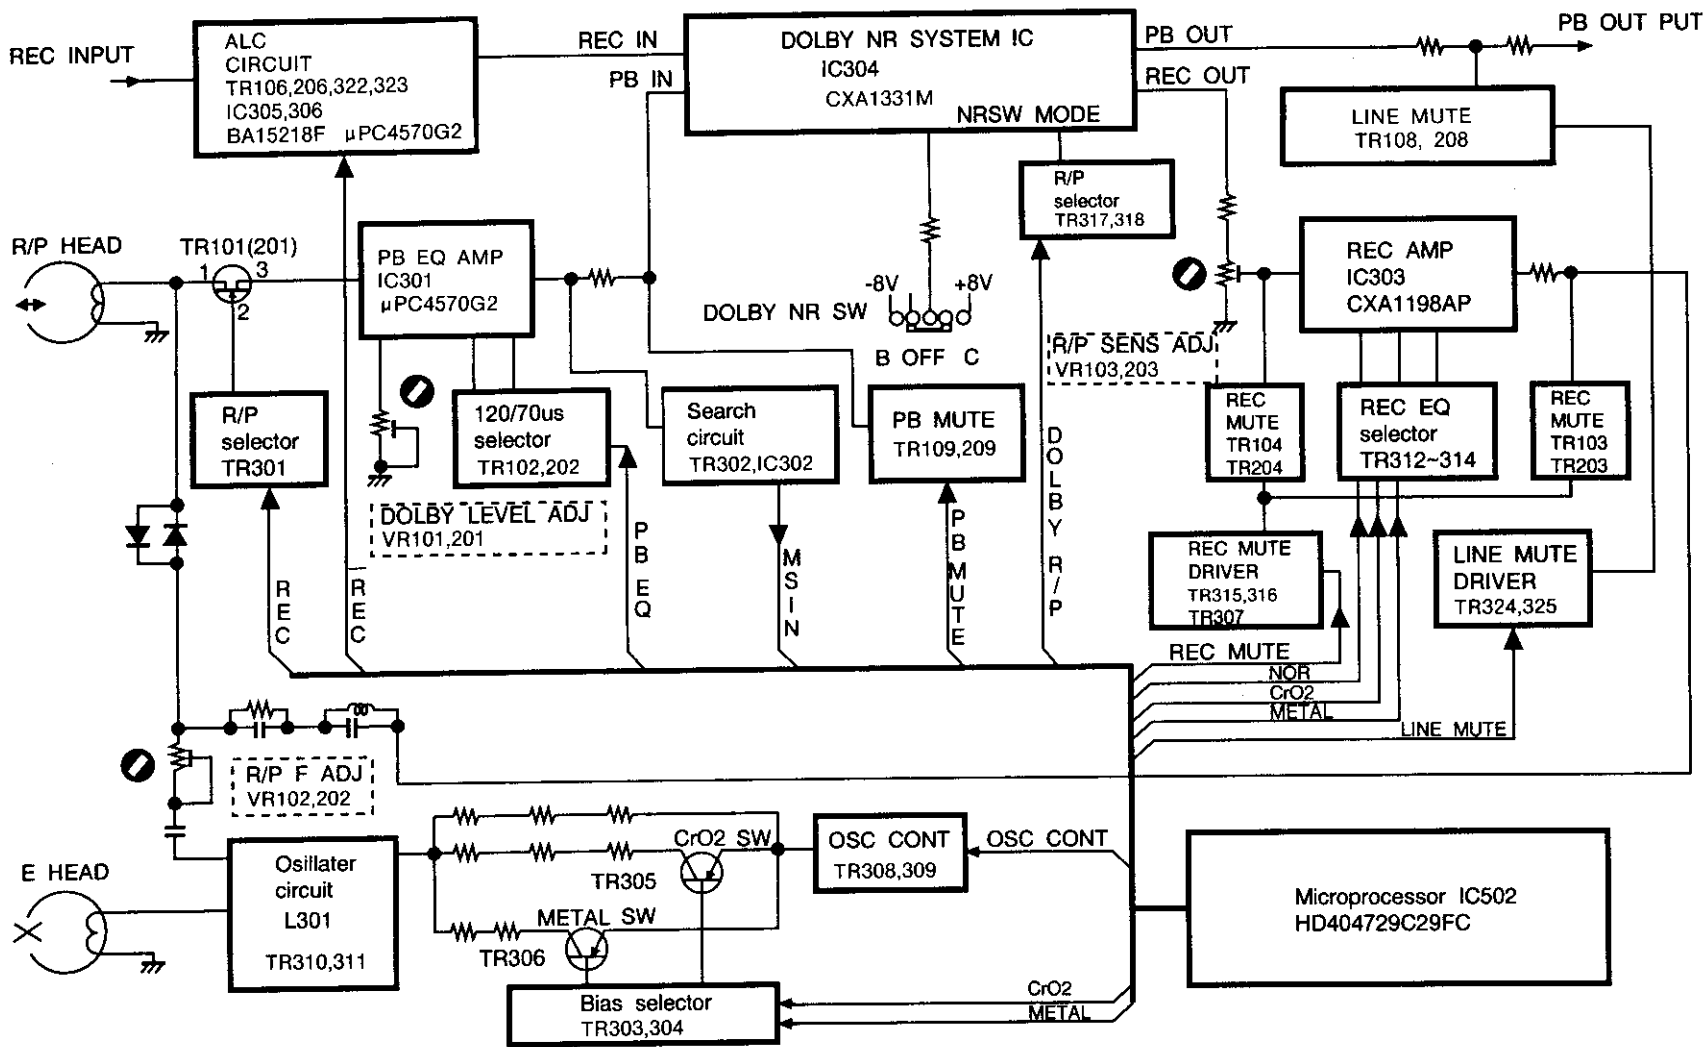 REC INPUT
ALC
CIRCUIT
TR106,206,322,323
IC305,306
BA15218F μPC4570G2
REC IN
PB IN
DOLBY NR SYSTEM IC
IC304
CXA1331M
NRSW MODE
PB OUT
REC OUT
PB OUT PUT
LINE MUTE
TR108, 208
R/P
selector
TR317,318
R/P HEAD
TR101(201)
1
3
2
PB EQ AMP
IC301
μPC4570G2
-8V
+8V
DOLBY NR SW
B OFF C
REC AMP
IC303
CXA1198AP
R/P SENS ADJ
VR103,203
R/P
selector
TR301
120/70us
selector
TR102,202
Search
circuit
TR302,IC302
PB MUTE
TR109,209
REC
MUTE
TR104
TR204
REC EQ
selector
TR312~314
REC
MUTE
TR103
TR203
DOLBY LEVEL ADJ
VR101,201
REC
REC
PB EQ
MSIN
PB MUTE
DOLBY R/P
REC MUTE
DRIVER
TR315,316
TR307
LINE MUTE
DRIVER
TR324,325
REC MUTE
NOR
CrO2
METAL
LINE MUTE
R/P F ADJ
VR102,202
E HEAD
Osillater
circuit
L301
TR310,311
CrO2 SW
TR305
METAL SW
TR306
OSC CONT
TR308,309
OSC CONT
Microprocessor IC502
HD404729C29FC
Bias selector
TR303,304
CrO2
METAL